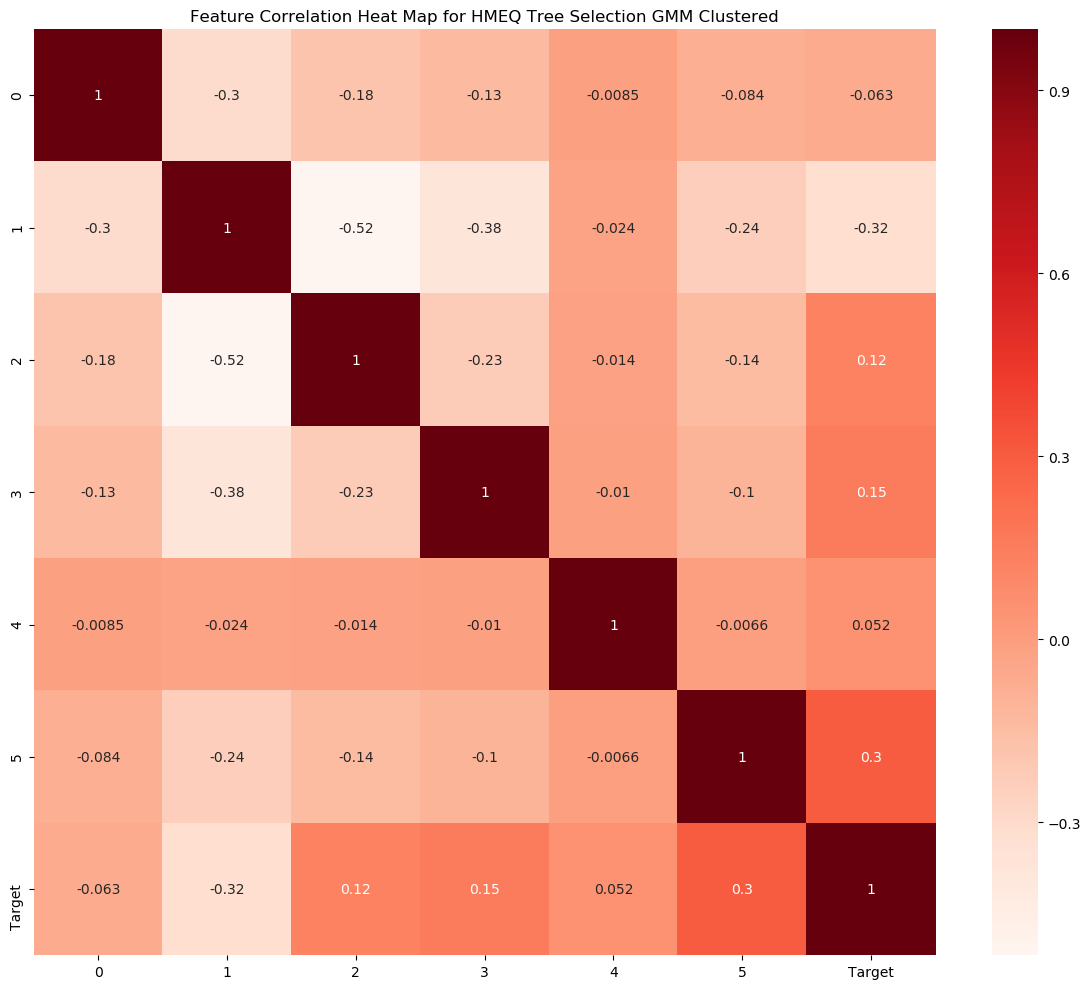 Feature Correlation Heat Map for HMEQ Tree Selection GMM Clustered
0 1 -0.3 -0.18 -0.13 -0.0085 -0.084 -0.063
1 -0.3 1 -0.52 -0.38 -0.024 -0.24 -0.32
2 -0.18 -0.52 1 -0.23 -0.014 -0.14 0.12
3 -0.13 -0.38 -0.23 1 -0.01 -0.1 0.15
4 -0.0085 -0.024 -0.014 -0.01 1 -0.0066 0.052
5 -0.084 -0.24 -0.14 -0.1 -0.0066 1 0.3
Target -0.063 -0.32 0.12 0.15 0.052 0.3 1
0 1 2 3 4 5 Target
0.9
0.6
0.3
0.0
−0.3